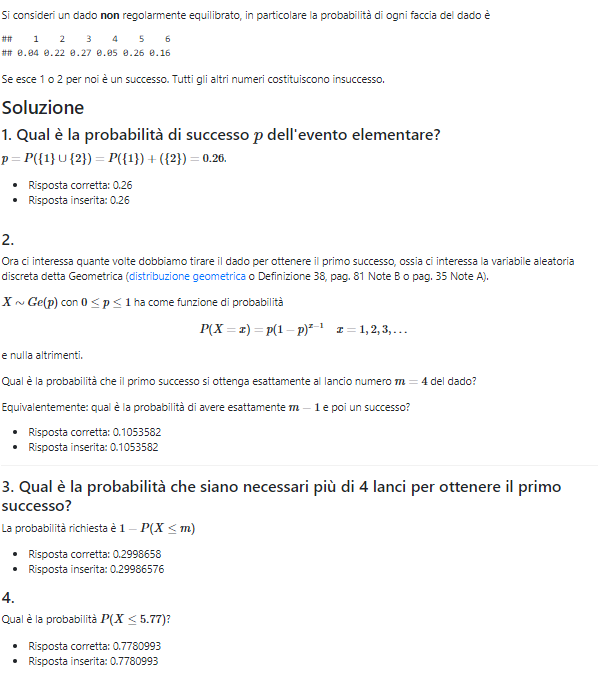 Si consideri un dado non regolarmente equilibrato, in particolare la probabilità di ogni faccia del dado è
## 1 2 3 4 5 6
## 0.04 0.22 0.27 0.05 0.26 0.16
Se esce 1 o 2 per noi è un successo. Tutti gli altri numeri costituiscono insuccesso.
Soluzione
1. Qual è la probabilità di successo p dell'evento elementare?
p = P({1} ∪ {2}) = P({1}) + ({2}) = 0.26.
• Risposta corretta: 0.26
• Risposta inserita: 0.26
2.
Ora ci interessa quante volte dobbiamo tirare il dado per ottenere il primo successo, ossia ci interessa la variabile aleatoria
discreta detta Geometrica (distribuzione geometrica o Definizione 38, pag. 81 Note B o pag. 35 Note A).
X ∼ Ge(p) con 0 ≤ p ≤ 1 ha come funzione di probabilità
P(X = x) = p(1 − p)^{x−1} x = 1, 2, 3, …
e nulla altrimenti.
Qual è la probabilità che il primo successo si ottenga esattamente al lancio numero m = 4 del dado?
Equivalentemente: qual è la probabilità di avere esattamente m − 1 e poi un successo?
• Risposta corretta: 0.1053582
• Risposta inserita: 0.1053582
3. Qual è la probabilità che siano necessari più di 4 lanci per ottenere il primo
successo?
La probabilità richiesta è 1 − P(X ≤ m)
• Risposta corretta: 0.2998658
• Risposta inserita: 0.29986576
4.
Qual è la probabilità P(X ≤ 5.77)?
• Risposta corretta: 0.7780993
• Risposta inserita: 0.7780993